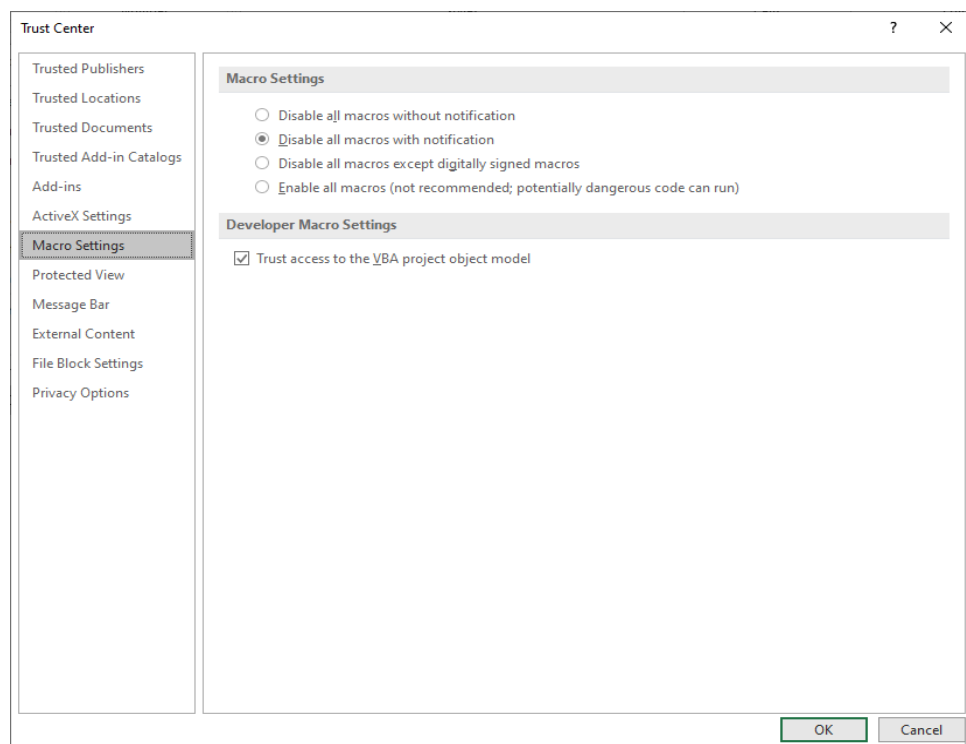 Trust Center
?
Trusted Publishers
Trusted Locations
Trusted Documents
Trusted Add-in Catalogs
Add-ins
ActiveX Settings
Macro Settings
Protected View
Message Bar
External Content
File Block Settings
Privacy Options
Macro Settings
Disable all macros without notification
Disable all macros with notification
Disable all macros except digitally signed macros
Enable all macros (not recommended; potentially dangerous code can run)
Developer Macro Settings
Trust access to the VBA project object model
OK
Cancel